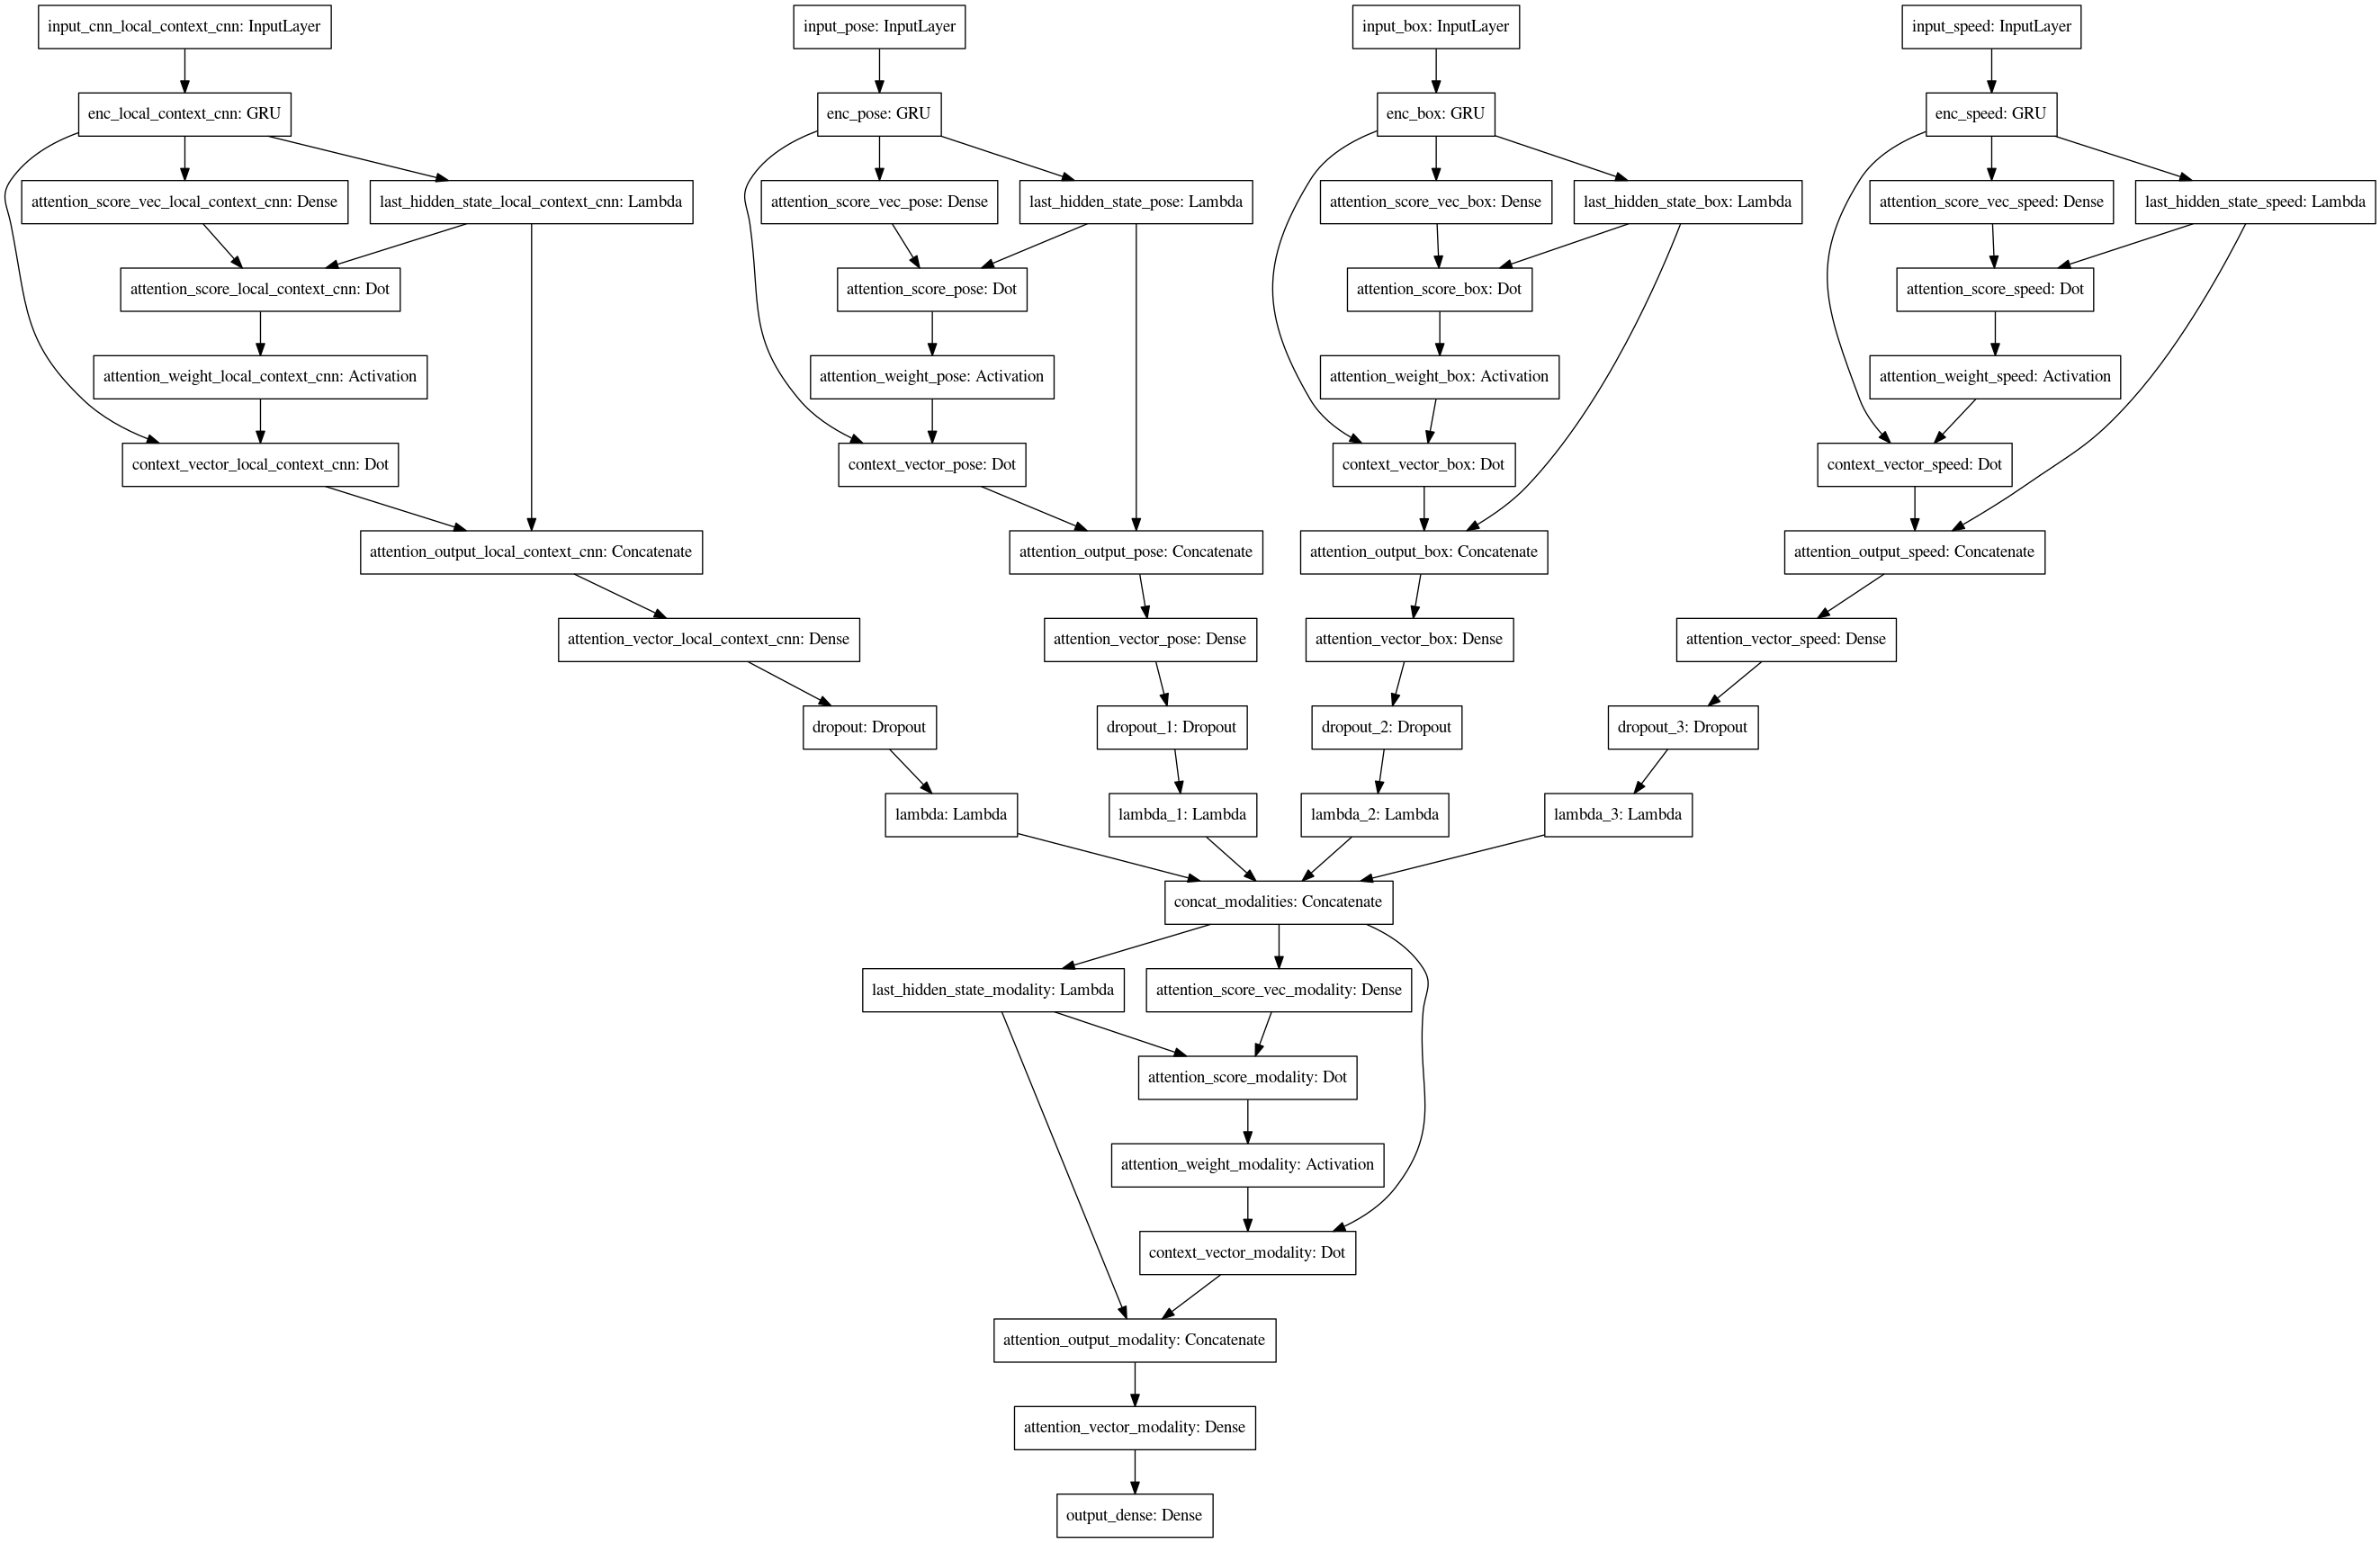 input_cnn_local_context_cnn: InputLayer
input_pose: InputLayer
input_box: InputLayer
input_speed: InputLayer
enc_local_context_cnn: GRU
enc_pose: GRU
enc_box: GRU
enc_speed: GRU
attention_score_vec_local_context_cnn: Dense
last_hidden_state_local_context_cnn: Lambda
attention_score_vec_pose: Dense
last_hidden_state_pose: Lambda
attention_score_vec_box: Dense
last_hidden_state_box: Lambda
attention_score_vec_speed: Dense
last_hidden_state_speed: Lambda
attention_score_local_context_cnn: Dot
attention_score_pose: Dot
attention_score_box: Dot
attention_score_speed: Dot
attention_weight_local_context_cnn: Activation
attention_weight_pose: Activation
attention_weight_box: Activation
attention_weight_speed: Activation
context_vector_local_context_cnn: Dot
context_vector_pose: Dot
context_vector_box: Dot
context_vector_speed: Dot
attention_output_local_context_cnn: Concatenate
attention_output_pose: Concatenate
attention_output_box: Concatenate
attention_output_speed: Concatenate
attention_vector_local_context_cnn: Dense
attention_vector_pose: Dense
attention_vector_box: Dense
attention_vector_speed: Dense
dropout: Dropout
dropout_1: Dropout
dropout_2: Dropout
dropout_3: Dropout
lambda: Lambda
lambda_1: Lambda
lambda_2: Lambda
lambda_3: Lambda
concat_modalities: Concatenate
last_hidden_state_modality: Lambda
attention_score_vec_modality: Dense
attention_score_modality: Dot
attention_weight_modality: Activation
context_vector_modality: Dot
attention_output_modality: Concatenate
attention_vector_modality: Dense
output_dense: Dense